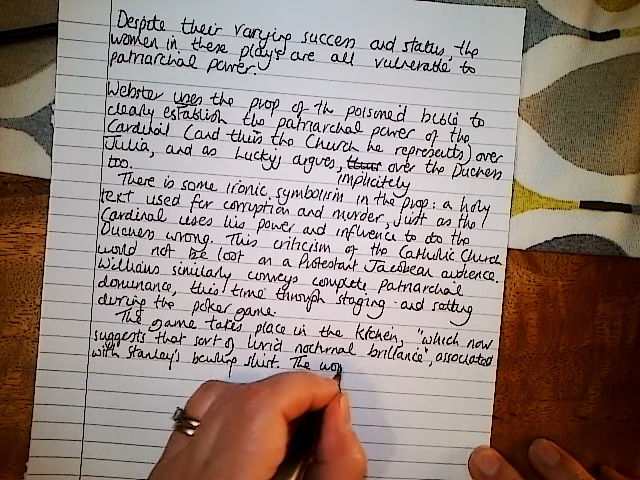 Despite their varying success and status, the
women in these plays are all vulnerable to
patriarchal power.
Webster uses the prop of the poisoned bible to
clearly establish the patriarchal power of the
Cardinal (and thus the Church he represents) over
Julia, and as Luckyj argues, over the Duchess
too. implicitly
There is some ironic symbolism in the prop: a holy
text used for corruption and murder, just as the
Cardinal uses his power and influence to do the
Duchess wrong. This criticism of the Catholic Church
would not be lost on a Protestant Jacobean audience.
Williams similarly conveys complete patriarchal
dominance, this time through staging and setting
during the poker game.
The game takes place in the kitchen, "which now
suggests that sort of lurid nocturnal brilliance", associated
with Stanley's bowling shirt. The wo